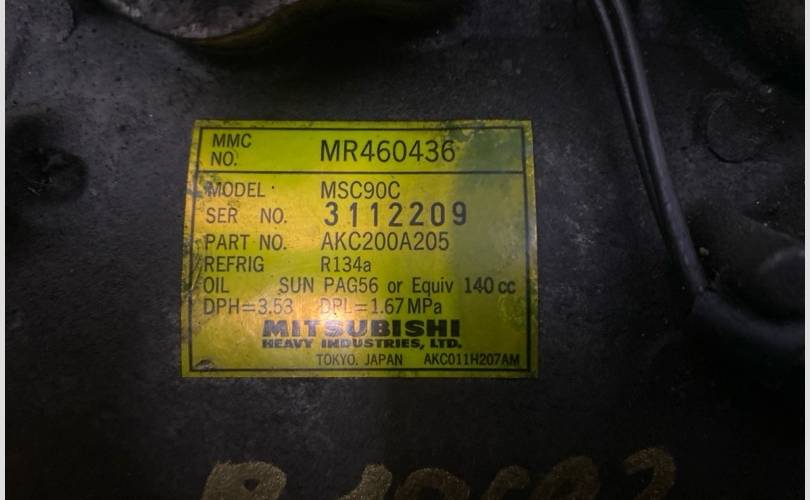 MMC NO. MR460436
MODEL MSC90C
SER NO. 3112209
PART NO. AKC200A205
REFRIG R134a
OIL SUN PAG56 or Equiv 140 cc
DPH=3.53 DPL=1.67MPa
MITSUBISHI
HEAVY INDUSTRIES, LTD.
TOKYO. JAPAN AKC011H207AM